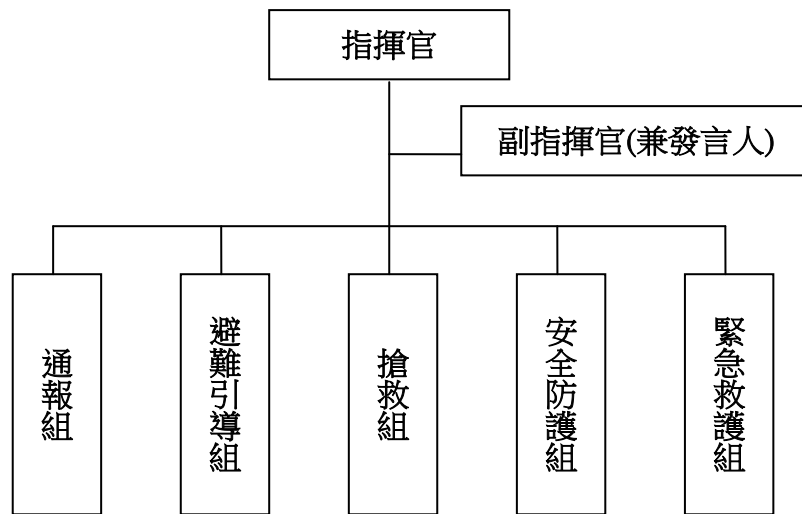 指揮官
副指揮官(兼發言人)
通報組
避難引導組
搶救組
安全防護組
緊急救護組